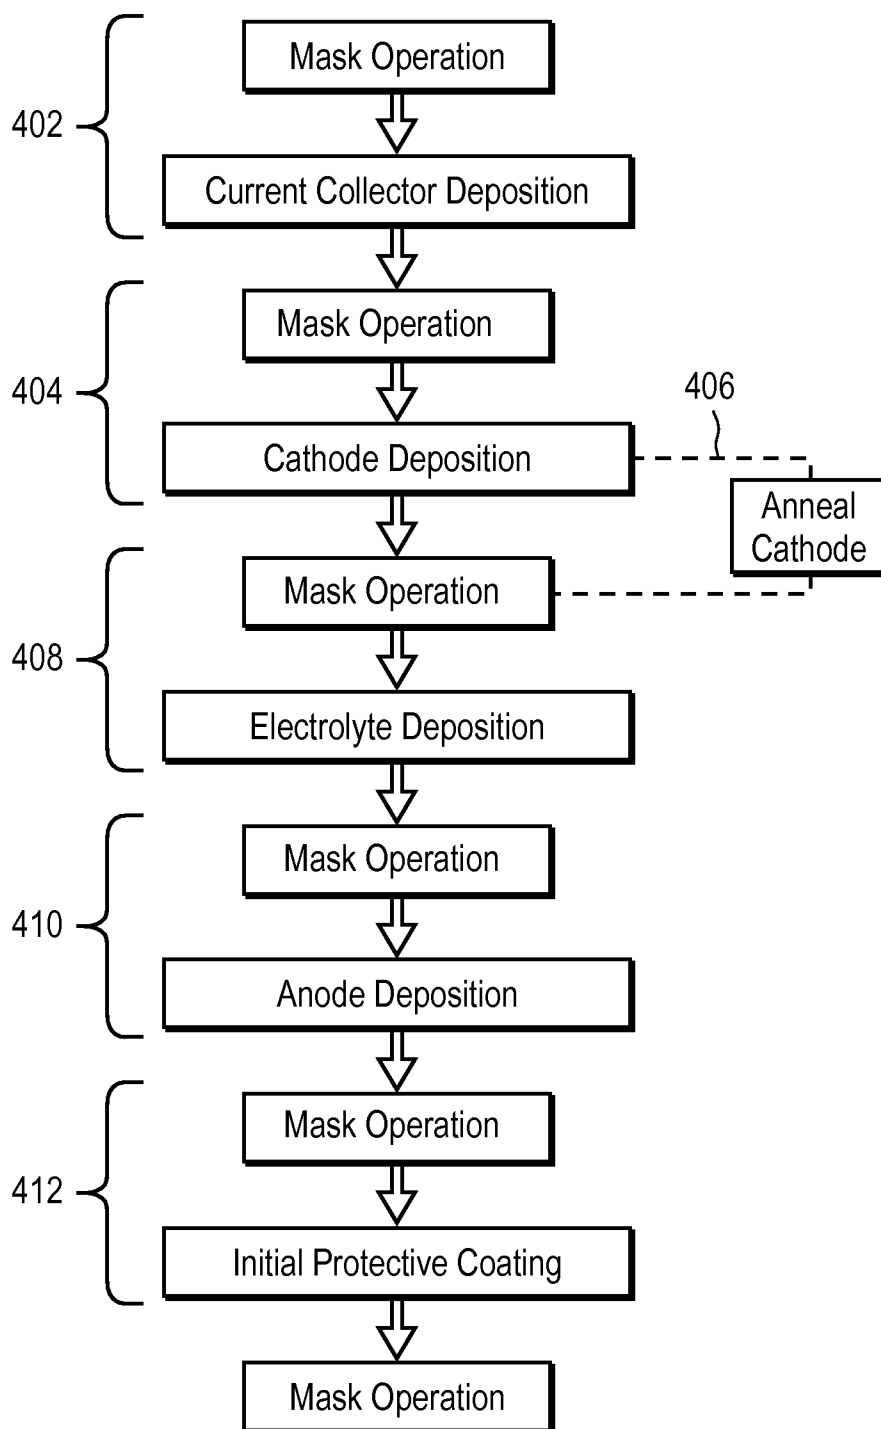 Mask Operation
402
Current Collector Deposition
Mask Operation
404
406
Cathode Deposition
Anneal
Cathode
Mask Operation
408
Electrolyte Deposition
Mask Operation
410
Anode Deposition
Mask Operation
412
Initial Protective Coating
Mask Operation